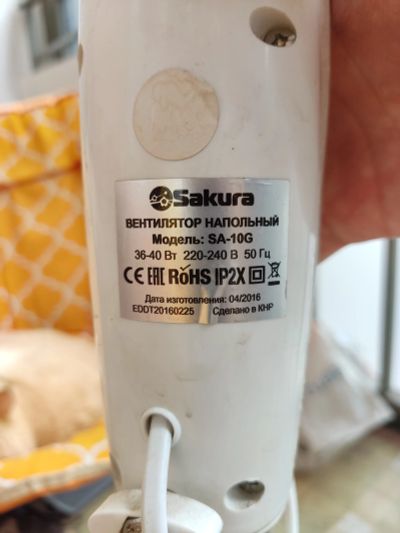 Sakura
ВЕНТИЛЯТОР НАПОЛЬНЫЙ
Модель: SA-10G
36-40 Вт 220-240 В 50 Гц
CE EAC RoHS IP2X
Дата изготовления: 04/2016
EDDT20160225 Сделано в КНР